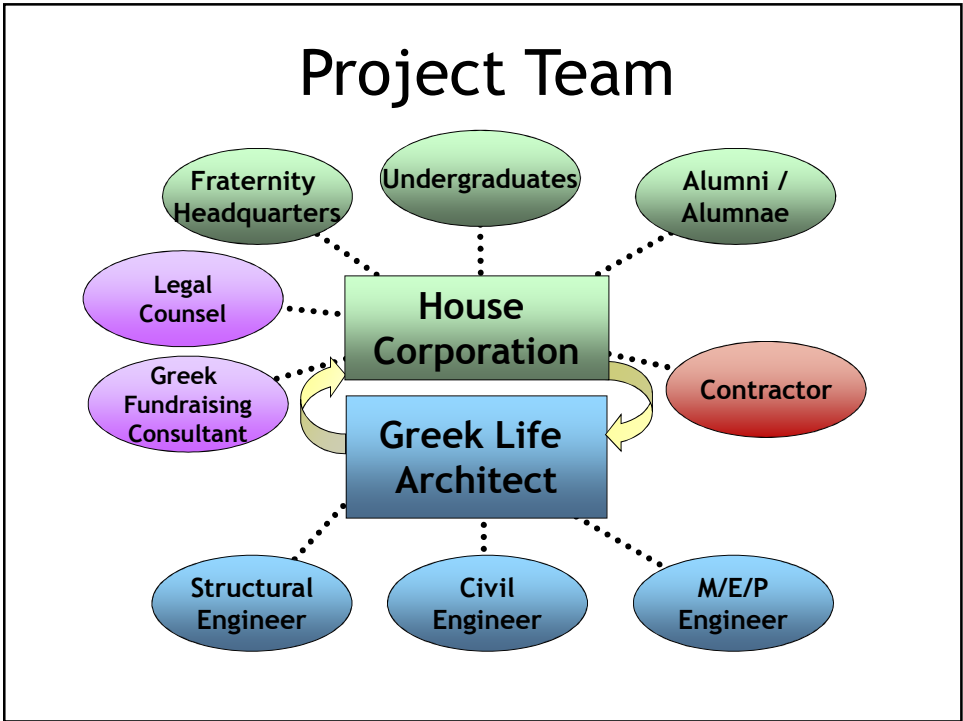 Project Team
Fraternity
Headquarters
Undergraduates
Alumni /
Alumnae
Legal
Counsel
House
Corporation
Greek
Fundraising
Consultant
Contractor
Greek Life
Architect
Structural
Engineer
Civil
Engineer
M/E/P
Engineer